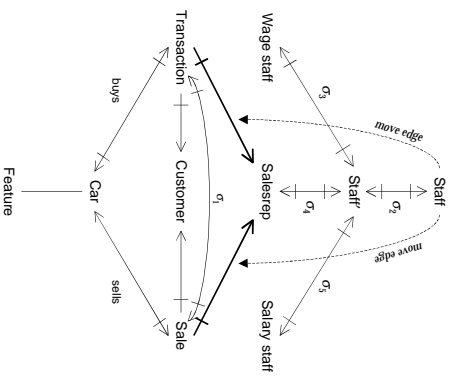 Staff
move edge
move edge
σ2
Wage staff
σ3
Staff'
σ5
Salary staff
σ4
Salesrep
σ1
Transaction
Customer
Sale
buys
sells
Car
Feature